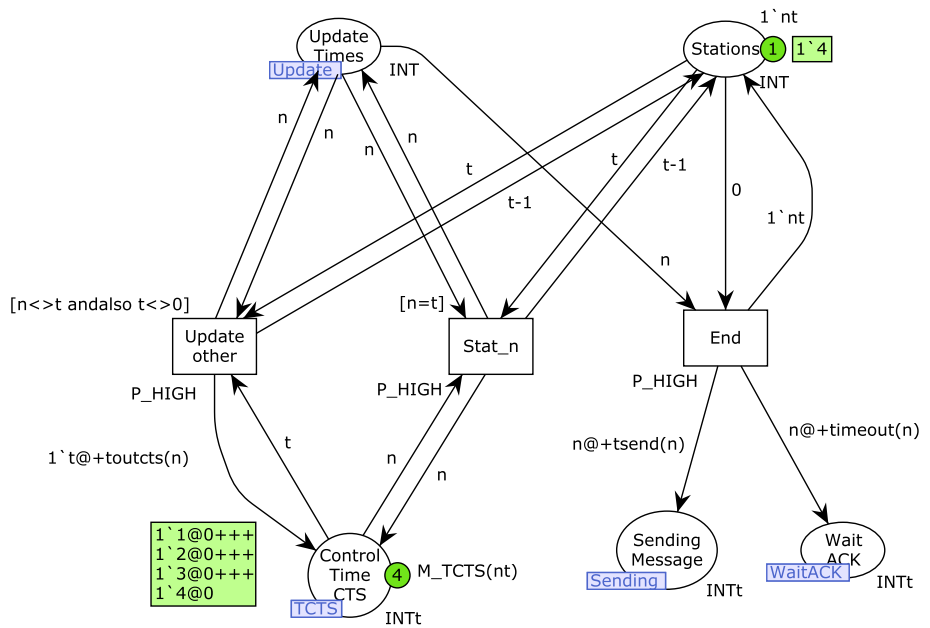 1`nt
Update
Times
Update
INT
Stations
1
1`4
INT
n
n
n
n
t
t-1
t
t-1
0
1`nt
n
[n<>t andalso t<>0]
[n=t]
Update
other
Stat_n
End
P_HIGH
P_HIGH
P_HIGH
1`t@+toutcts(n)
t
n
n
n@+tsend(n)
n@+timeout(n)
1`1@0+++
1`2@0+++
1`3@0+++
1`4@0
Control
Time
CTS
TCTS
4
M_TCTS(nt)
INTt
Sending
Message
Sending
INTt
Wait
ACK
WaitACK
INTt